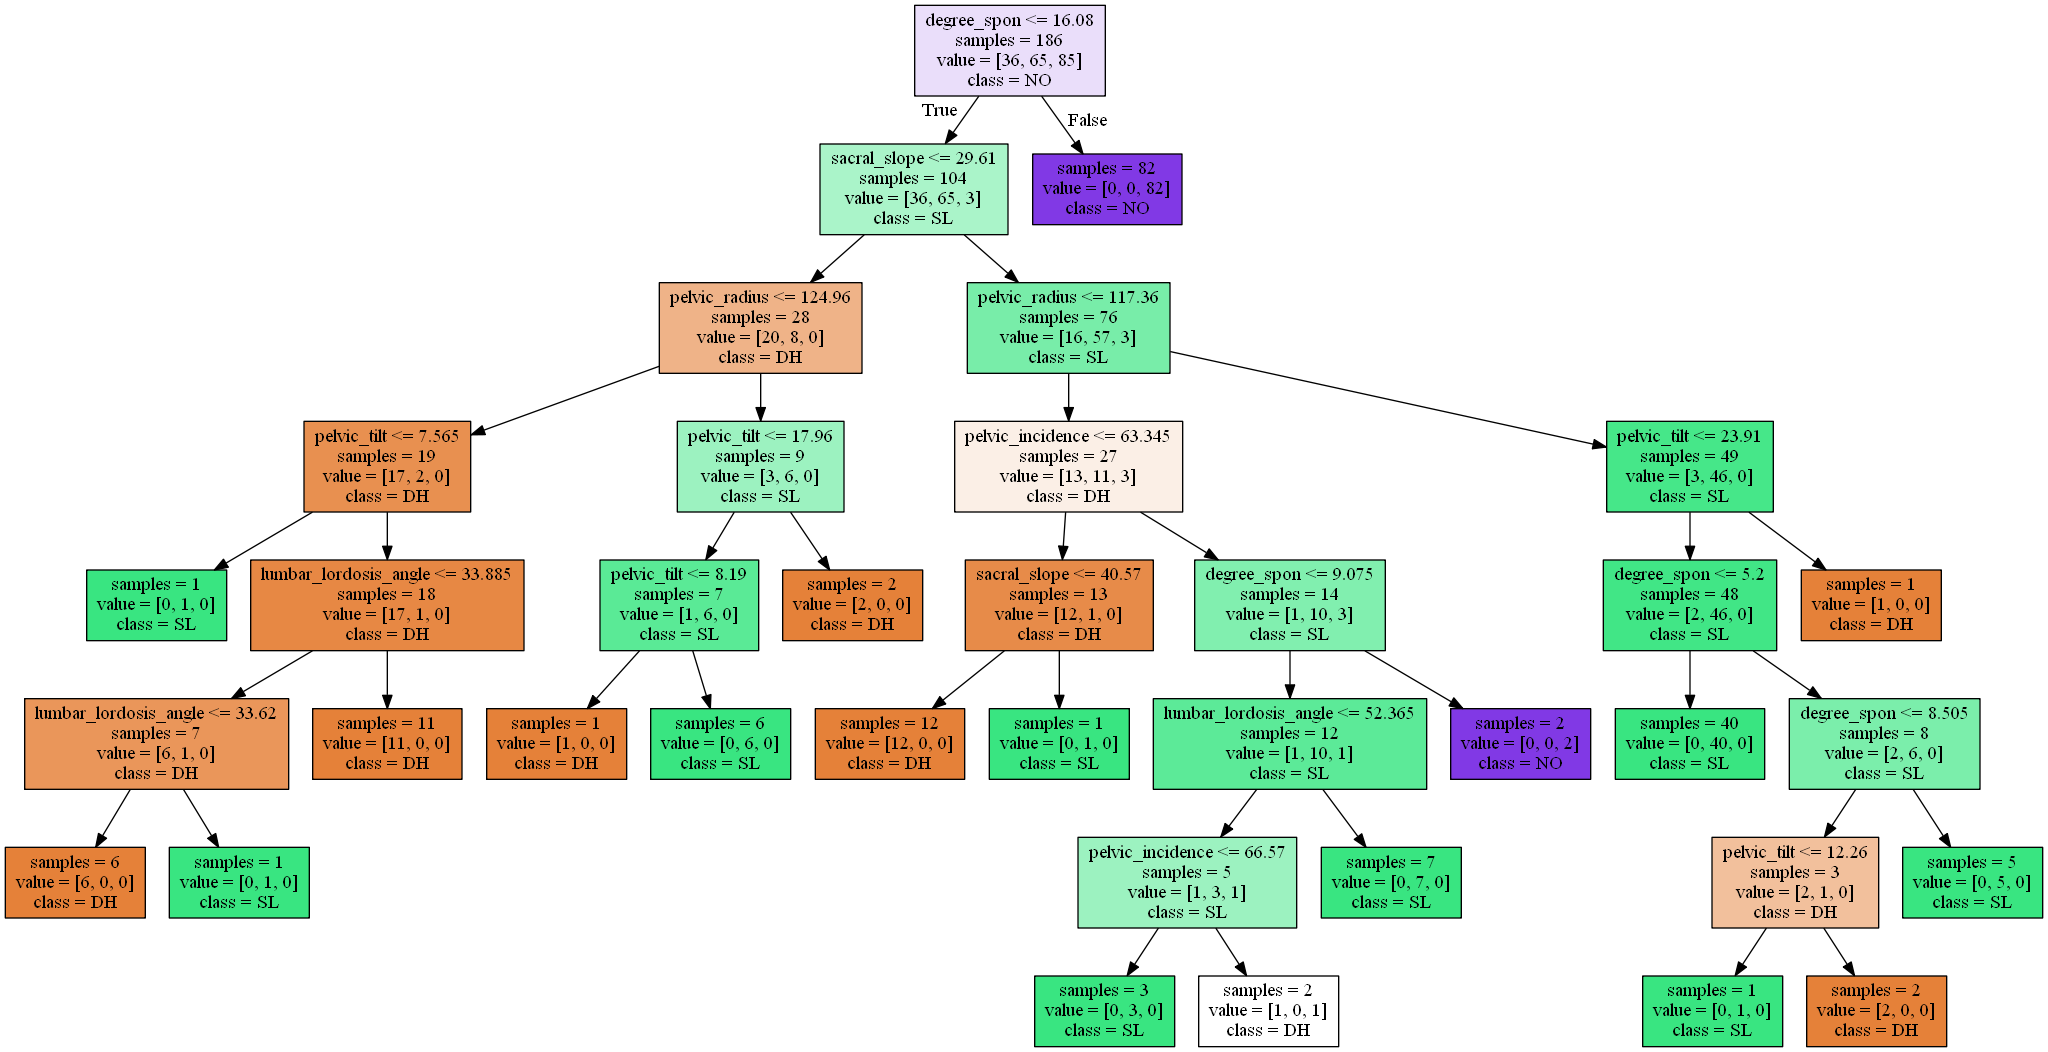 degree_spon <= 16.08
samples = 186
value = [36, 65, 85]
class = NO
True
False
sacral_slope <= 29.61
samples = 104
value = [36, 65, 3]
class = SL
samples = 82
value = [0, 0, 82]
class = NO
pelvic_radius <= 124.96
samples = 28
value = [20, 8, 0]
class = DH
pelvic_radius <= 117.36
samples = 76
value = [16, 57, 3]
class = SL
pelvic_tilt <= 7.565
samples = 19
value = [17, 2, 0]
class = DH
pelvic_tilt <= 17.96
samples = 9
value = [3, 6, 0]
class = SL
pelvic_incidence <= 63.345
samples = 27
value = [13, 11, 3]
class = DH
pelvic_tilt <= 23.91
samples = 49
value = [3, 46, 0]
class = SL
samples = 1
value = [0, 1, 0]
class = SL
lumbar_lordosis_angle <= 33.885
samples = 18
value = [17, 1, 0]
class = DH
pelvic_tilt <= 8.19
samples = 7
value = [1, 6, 0]
class = SL
samples = 2
value = [2, 0, 0]
class = DH
sacral_slope <= 40.57
samples = 13
value = [12, 1, 0]
class = DH
degree_spon <= 9.075
samples = 14
value = [1, 10, 3]
class = SL
degree_spon <= 5.2
samples = 48
value = [2, 46, 0]
class = SL
samples = 1
value = [1, 0, 0]
class = DH
lumbar_lordosis_angle <= 33.62
samples = 7
value = [6, 1, 0]
class = DH
samples = 11
value = [11, 0, 0]
class = DH
samples = 1
value = [1, 0, 0]
class = DH
samples = 6
value = [0, 6, 0]
class = SL
samples = 12
value = [12, 0, 0]
class = DH
samples = 1
value = [0, 1, 0]
class = SL
lumbar_lordosis_angle <= 52.365
samples = 12
value = [1, 10, 1]
class = SL
samples = 2
value = [0, 0, 2]
class = NO
samples = 40
value = [0, 40, 0]
class = SL
degree_spon <= 8.505
samples = 8
value = [2, 6, 0]
class = SL
samples = 6
value = [6, 0, 0]
class = DH
samples = 1
value = [0, 1, 0]
class = SL
pelvic_incidence <= 66.57
samples = 5
value = [1, 3, 1]
class = SL
samples = 7
value = [0, 7, 0]
class = SL
pelvic_tilt <= 12.26
samples = 3
value = [2, 1, 0]
class = DH
samples = 5
value = [0, 5, 0]
class = SL
samples = 3
value = [0, 3, 0]
class = SL
samples = 2
value = [1, 0, 1]
class = DH
samples = 1
value = [0, 1, 0]
class = SL
samples = 2
value = [2, 0, 0]
class = DH